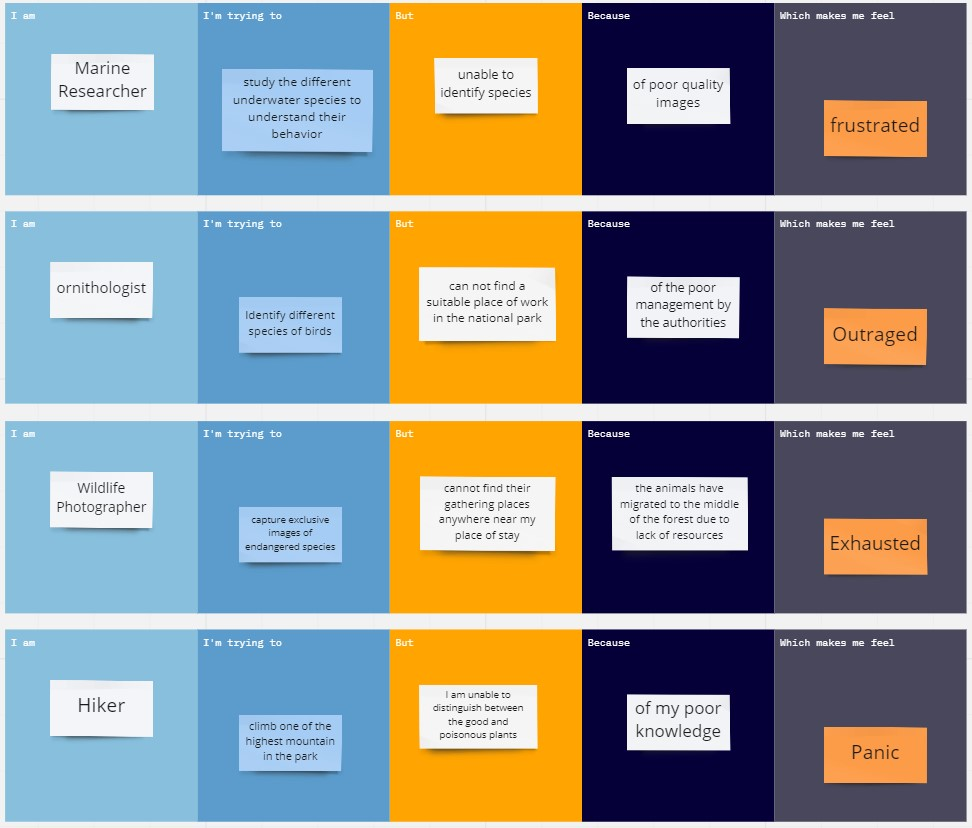 I am
I'm trying to
But
Because
Which makes me feel
Marine
Researcher
study the different
underwater species to
understand their
behavior
unable to
identify species
of poor quality
images
frustrated
I am
I'm trying to
But
Because
Which makes me feel
ornithologist
Identify different
species of birds
can not find a
suitable place of work
in the national park
of the poor
management by
the authorities
Outraged
I am
I'm trying to
But
Because
Which makes me feel
Wildlife
Photographer
capture exclusive
images of
endangered species
cannot find their
gathering places
anywhere near my
place of stay
the animals have
migrated to the middle
of the forest due to
lack of resources
Exhausted
I am
I'm trying to
But
Because
Which makes me feel
Hiker
climb one of the
highest mountain
in the park
I am unable to
distinguish between
the good and
poisonous plants
of my poor
knowledge
Panic